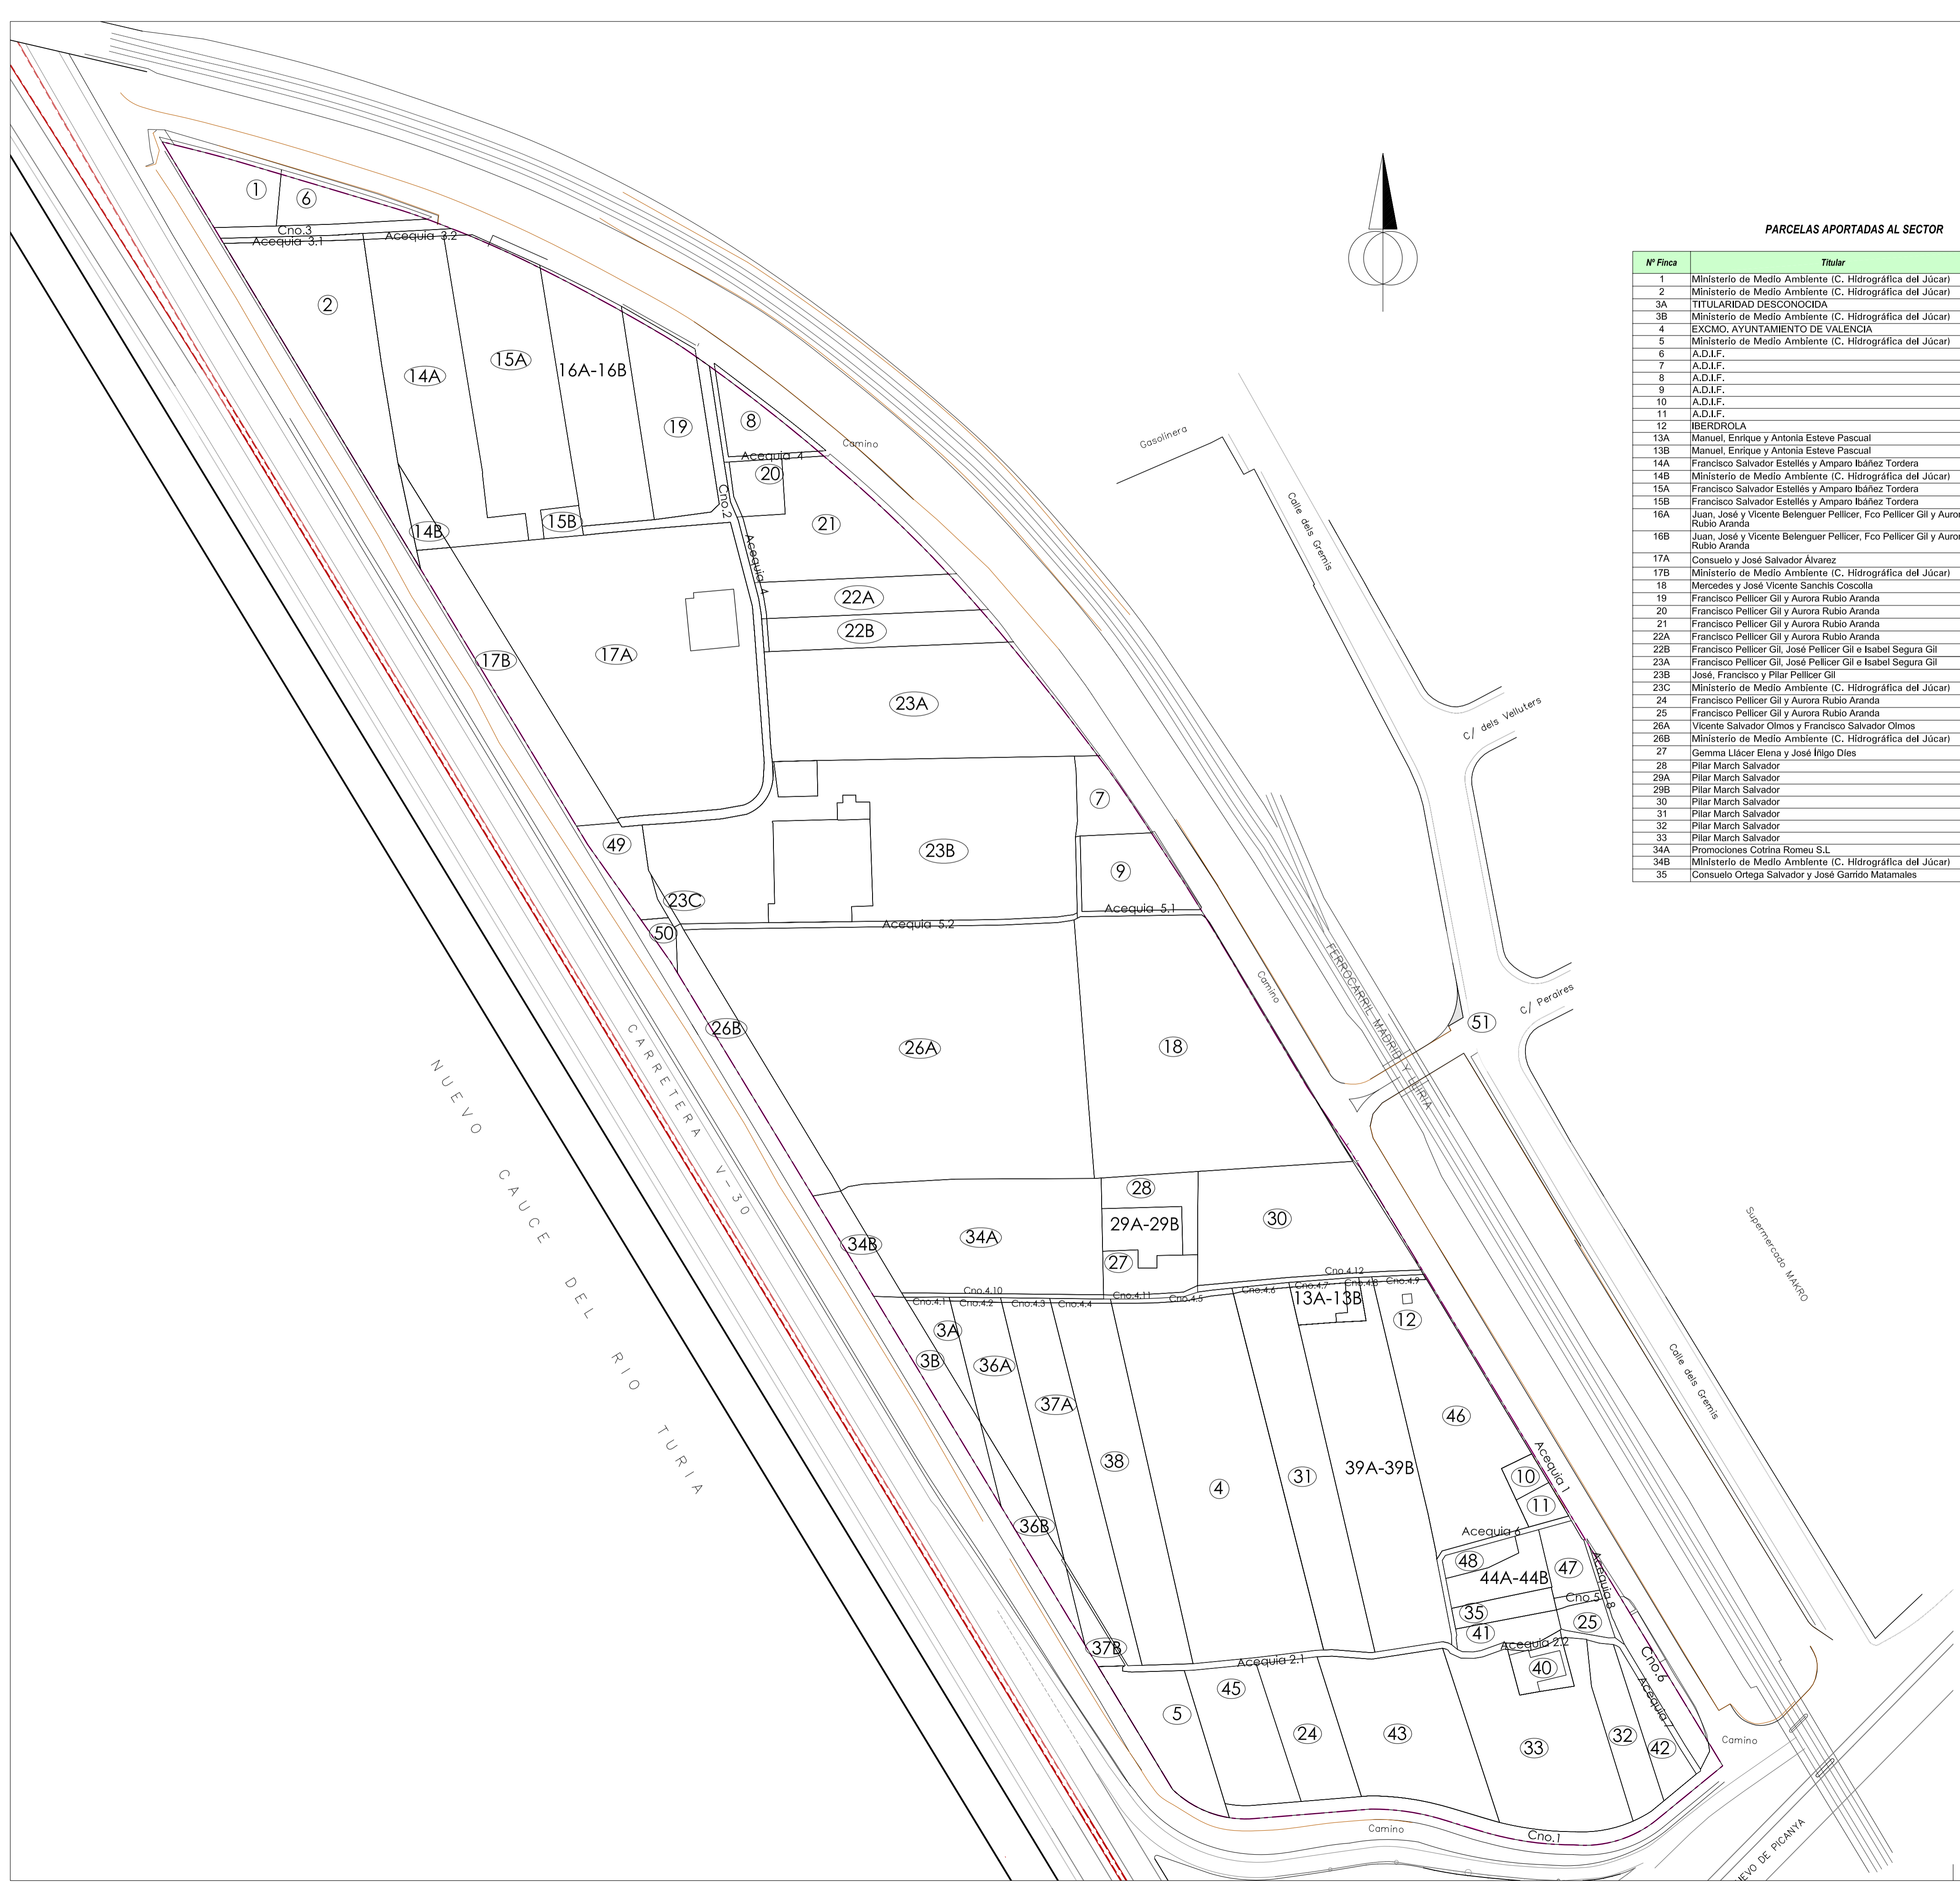 PARCELAS APORTADAS AL SECTOR
Nº Finca Titular
1 Ministerio de Medio Ambiente (C. Hidrográfica del Júcar)
2 Ministerio de Medio Ambiente (C. Hidrográfica del Júcar)
3A TITULARIDAD DESCONOCIDA
3B Ministerio de Medio Ambiente (C. Hidrográfica del Júcar)
4 EXCMO. AYUNTAMIENTO DE VALENCIA
5 Ministerio de Medio Ambiente (C. Hidrográfica del Júcar)
6 A.D.I.F.
7 A.D.I.F.
8 A.D.I.F.
9 A.D.I.F.
10 A.D.I.F.
11 A.D.I.F.
12 IBERDROLA
13A Manuel, Enrique y Antonia Esteve Pascual
13B Manuel, Enrique y Antonia Esteve Pascual
14A Francisco Salvador Estellés y Amparo Ibáñez Tordera
14B Ministerio de Medio Ambiente (C. Hidrográfica del Júcar)
15A Francisco Salvador Estellés y Amparo Ibáñez Tordera
15B Francisco Salvador Estellés y Amparo Ibáñez Tordera
16A Juan, José y Vicente Belenguer Pellicer, Fco Pellicer Gil y Auror
Rubio Aranda
16B Juan, José y Vicente Belenguer Pellicer, Fco Pellicer Gil y Auror
Rubio Aranda
17A Consuelo y José Salvador Álvarez
17B Ministerio de Medio Ambiente (C. Hidrográfica del Júcar)
18 Mercedes y José Vicente Sanchis Coscolla
19 Francisco Pellicer Gil y Aurora Rubio Aranda
20 Francisco Pellicer Gil y Aurora Rubio Aranda
21 Francisco Pellicer Gil y Aurora Rubio Aranda
22A Francisco Pellicer Gil y Aurora Rubio Aranda
22B Francisco Pellicer Gil, José Pellicer Gil e Isabel Segura Gil
23A Francisco Pellicer Gil, José Pellicer Gil e Isabel Segura Gil
23B José, Francisco y Pilar Pellicer Gil
23C Ministerio de Medio Ambiente (C. Hidrográfica del Júcar)
24 Francisco Pellicer Gil y Aurora Rubio Aranda
25 Francisco Pellicer Gil y Aurora Rubio Aranda
26A Vicente Salvador Olmos y Francisco Salvador Olmos
26B Ministerio de Medio Ambiente (C. Hidrográfica del Júcar)
27 Gemma Llácer Elena y José Íñigo Díes
28 Pilar March Salvador
29A Pilar March Salvador
29B Pilar March Salvador
30 Pilar March Salvador
31 Pilar March Salvador
32 Pilar March Salvador
33 Pilar March Salvador
34A Promociones Cotrina Romeu S.L
34B Ministerio de Medio Ambiente (C. Hidrográfica del Júcar)
35 Consuelo Ortega Salvador y José Garrido Matamales
1
6
Cno.3
Acequia 3.1
Acequia 3.2
2
14A
15A
16A-16B
19
8
Camino
Acequia 4
20
Cno.2
21
14B
15B
Acequia 4
22A
22B
17B
17A
23A
7
49
23B
9
23C
Acequia 5.1
50
Acequia 5.2
26B
26A
18
Camino
Gasolinera
Calle dels Gremis
C/ dels Velluters
FERROCARRIL MADRID Y LLIRIA
C/ Peraires
51
CARRETERA V-30
NUEVO CAUCE DEL RIO TURIA
28
29A-29B
30
34B
34A
27
Cno.4.12
Cno.4.10
Cno.4.11
Cno.4.1
Cno.4.2
Cno.4.3
Cno.4.4
Cno.4.5
Cno.4.6
Cno.4.7
Cno.4.8
Cno.4.9
13A-13B
12
3A
3B
36A
37A
38
4
31
39A-39B
46
10
11
Acequia 1
Supermercado MAKRO
Calle dels Gremis
36B
Acequia 6
48
44A-44B
47
Acequia 8
Cno.5
35
41
25
37B
Acequia 2.1
Acequia 2.2
40
Cno.6
Acequia 7
5
45
24
43
33
32
42
Camino
Camino
Cno.1
UEVO DE PICANYA